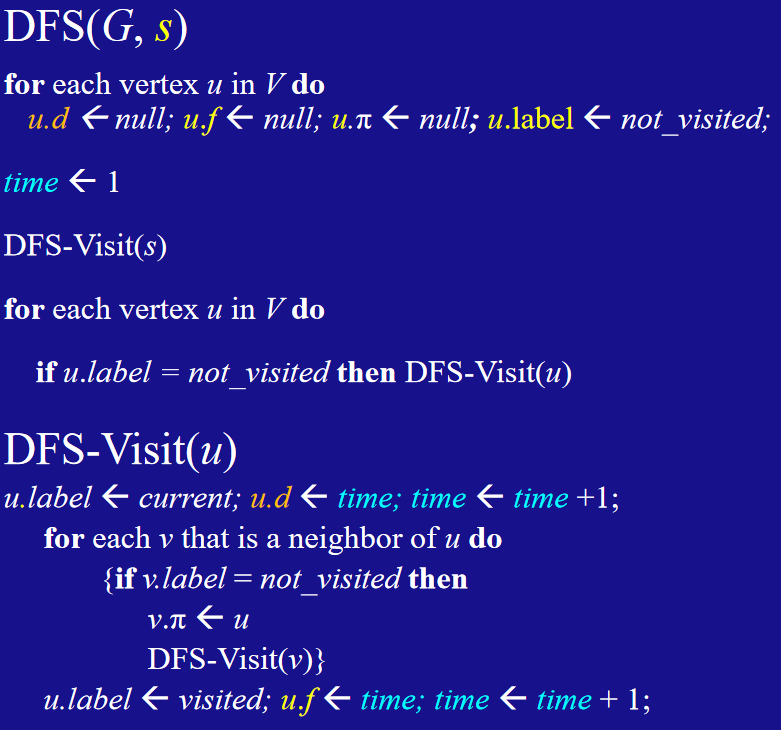 DFS(G, s)
for each vertex u in V do
u.d ← null; u.f ← null; u.π ← null; u.label ← not_visited;
time ← 1
DFS-Visit(s)
for each vertex u in V do
if u.label = not_visited then DFS-Visit(u)
DFS-Visit(u)
u.label ← current; u.d ← time; time ← time +1;
for each v that is a neighbor of u do
{if v.label = not_visited then
v.π ← u
DFS-Visit(v)}
u.label ← visited; u.f ← time; time ← time + 1;